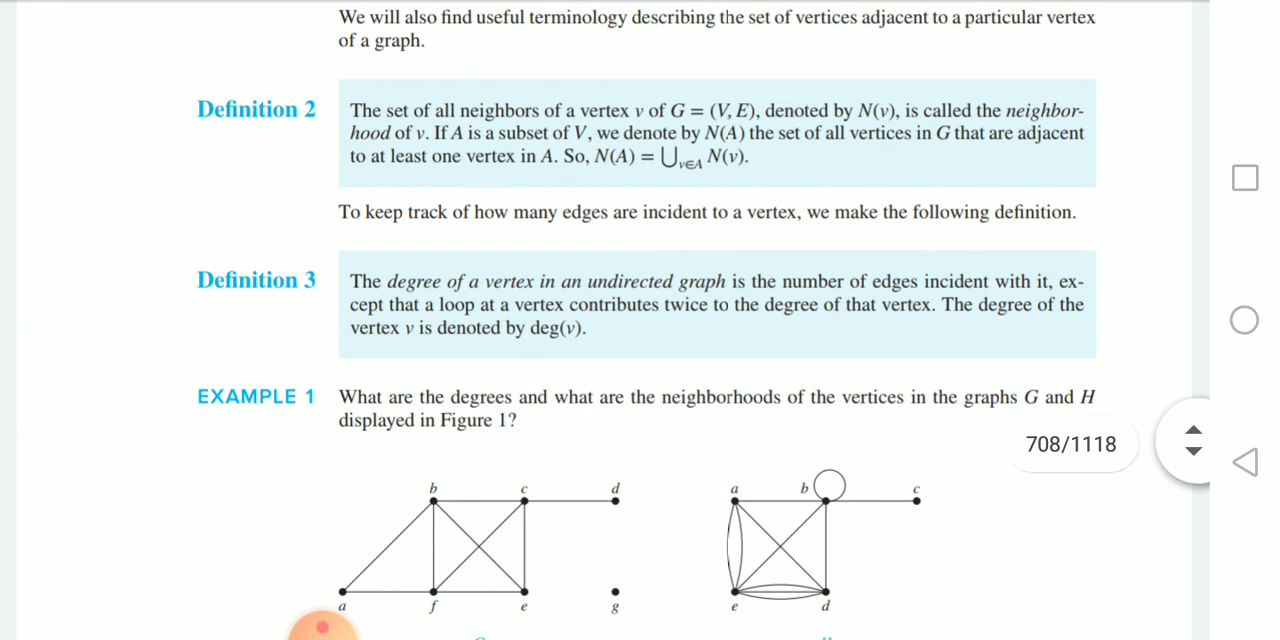 We will also find useful terminology describing the set of vertices adjacent to a particular vertex
of a graph.
Definition 2
The set of all neighbors of a vertex v of G = (V, E), denoted by N(v), is called the neighbor-
hood of v. If A is a subset of V, we denote by N(A) the set of all vertices in G that are adjacent
to at least one vertex in A. So, N(A) = ⋃v∈A N(v).
To keep track of how many edges are incident to a vertex, we make the following definition.
Definition 3
The degree of a vertex in an undirected graph is the number of edges incident with it, ex-
cept that a loop at a vertex contributes twice to the degree of that vertex. The degree of the
vertex v is denoted by deg(v).
EXAMPLE 1
What are the degrees and what are the neighborhoods of the vertices in the graphs G and H
displayed in Figure 1?
708/1118
b c d
a f e g
a b c
e d